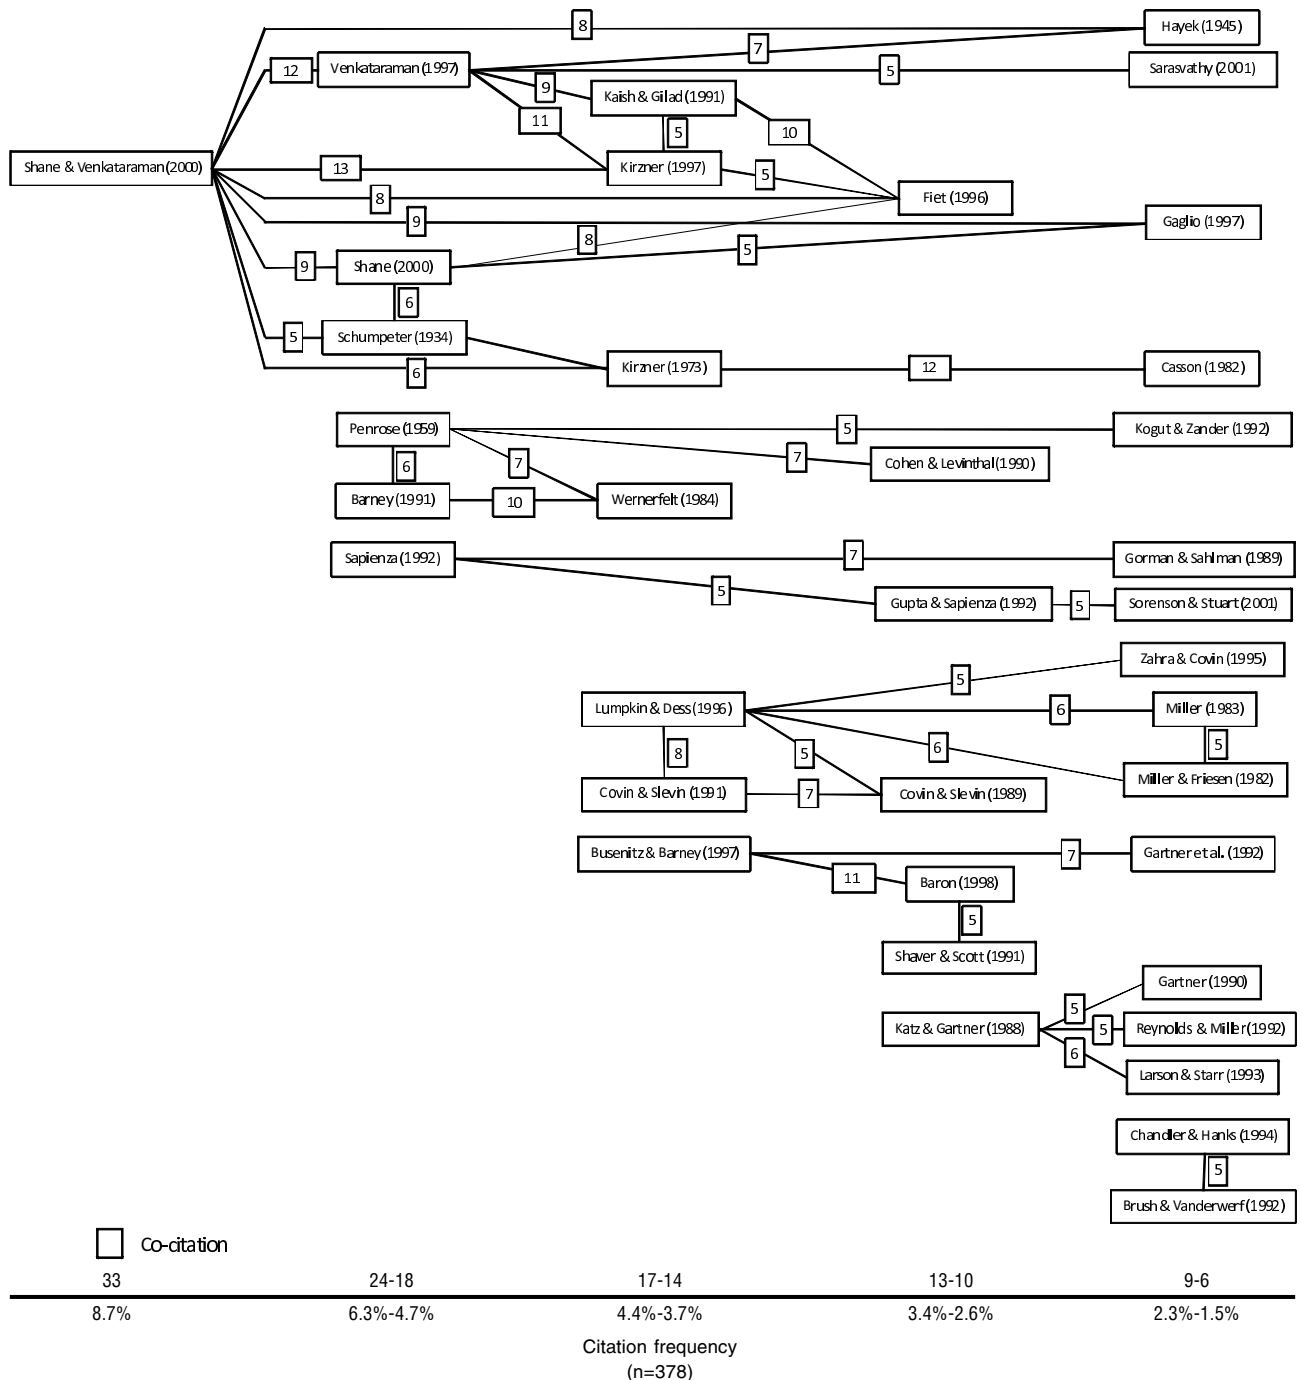 8
Hayek (1945)
7
12
Venkataraman (1997)
5
Sarasvathy (2001)
9
Kaish & Gilad (1991)
11
5
10
Shane & Venkataraman (2000)
13
Kirzner (1997)
5
8
Fiet (1996)
9
Gaglio (1997)
8
5
9
Shane (2000)
6
5
Schumpeter (1934)
6
Kirzner (1973)
12
Casson (1982)
Penrose (1959)
5
Kogut & Zander (1992)
6
7
7
Cohen & Levinthal (1990)
Barney (1991)
10
Wernerfelt (1984)
Sapienza (1992)
7
Gorman & Sahlman (1989)
5
Gupta & Sapienza (1992)
5
Sorenson & Stuart (2001)
Zahra & Covin (1995)
5
Lumpkin & Dess (1996)
6
Miller (1983)
8
5
6
5
Miller & Friesen (1982)
Covin & Slevin (1991)
7
Covin & Slevin (1989)
Busenitz & Barney (1997)
7
Gartner et al. (1992)
11
Baron (1998)
5
Shaver & Scott (1991)
Gartner (1990)
5
Katz & Gartner (1988)
5
Reynolds & Miller (1992)
6
Larson & Starr (1993)
Chandler & Hanks (1994)
5
Brush & Vanderwerf (1992)
Co-citation
33 24-18 17-14 13-10 9-6
8.7% 6.3%-4.7% 4.4%-3.7% 3.4%-2.6% 2.3%-1.5%
Citation frequency
(n=378)